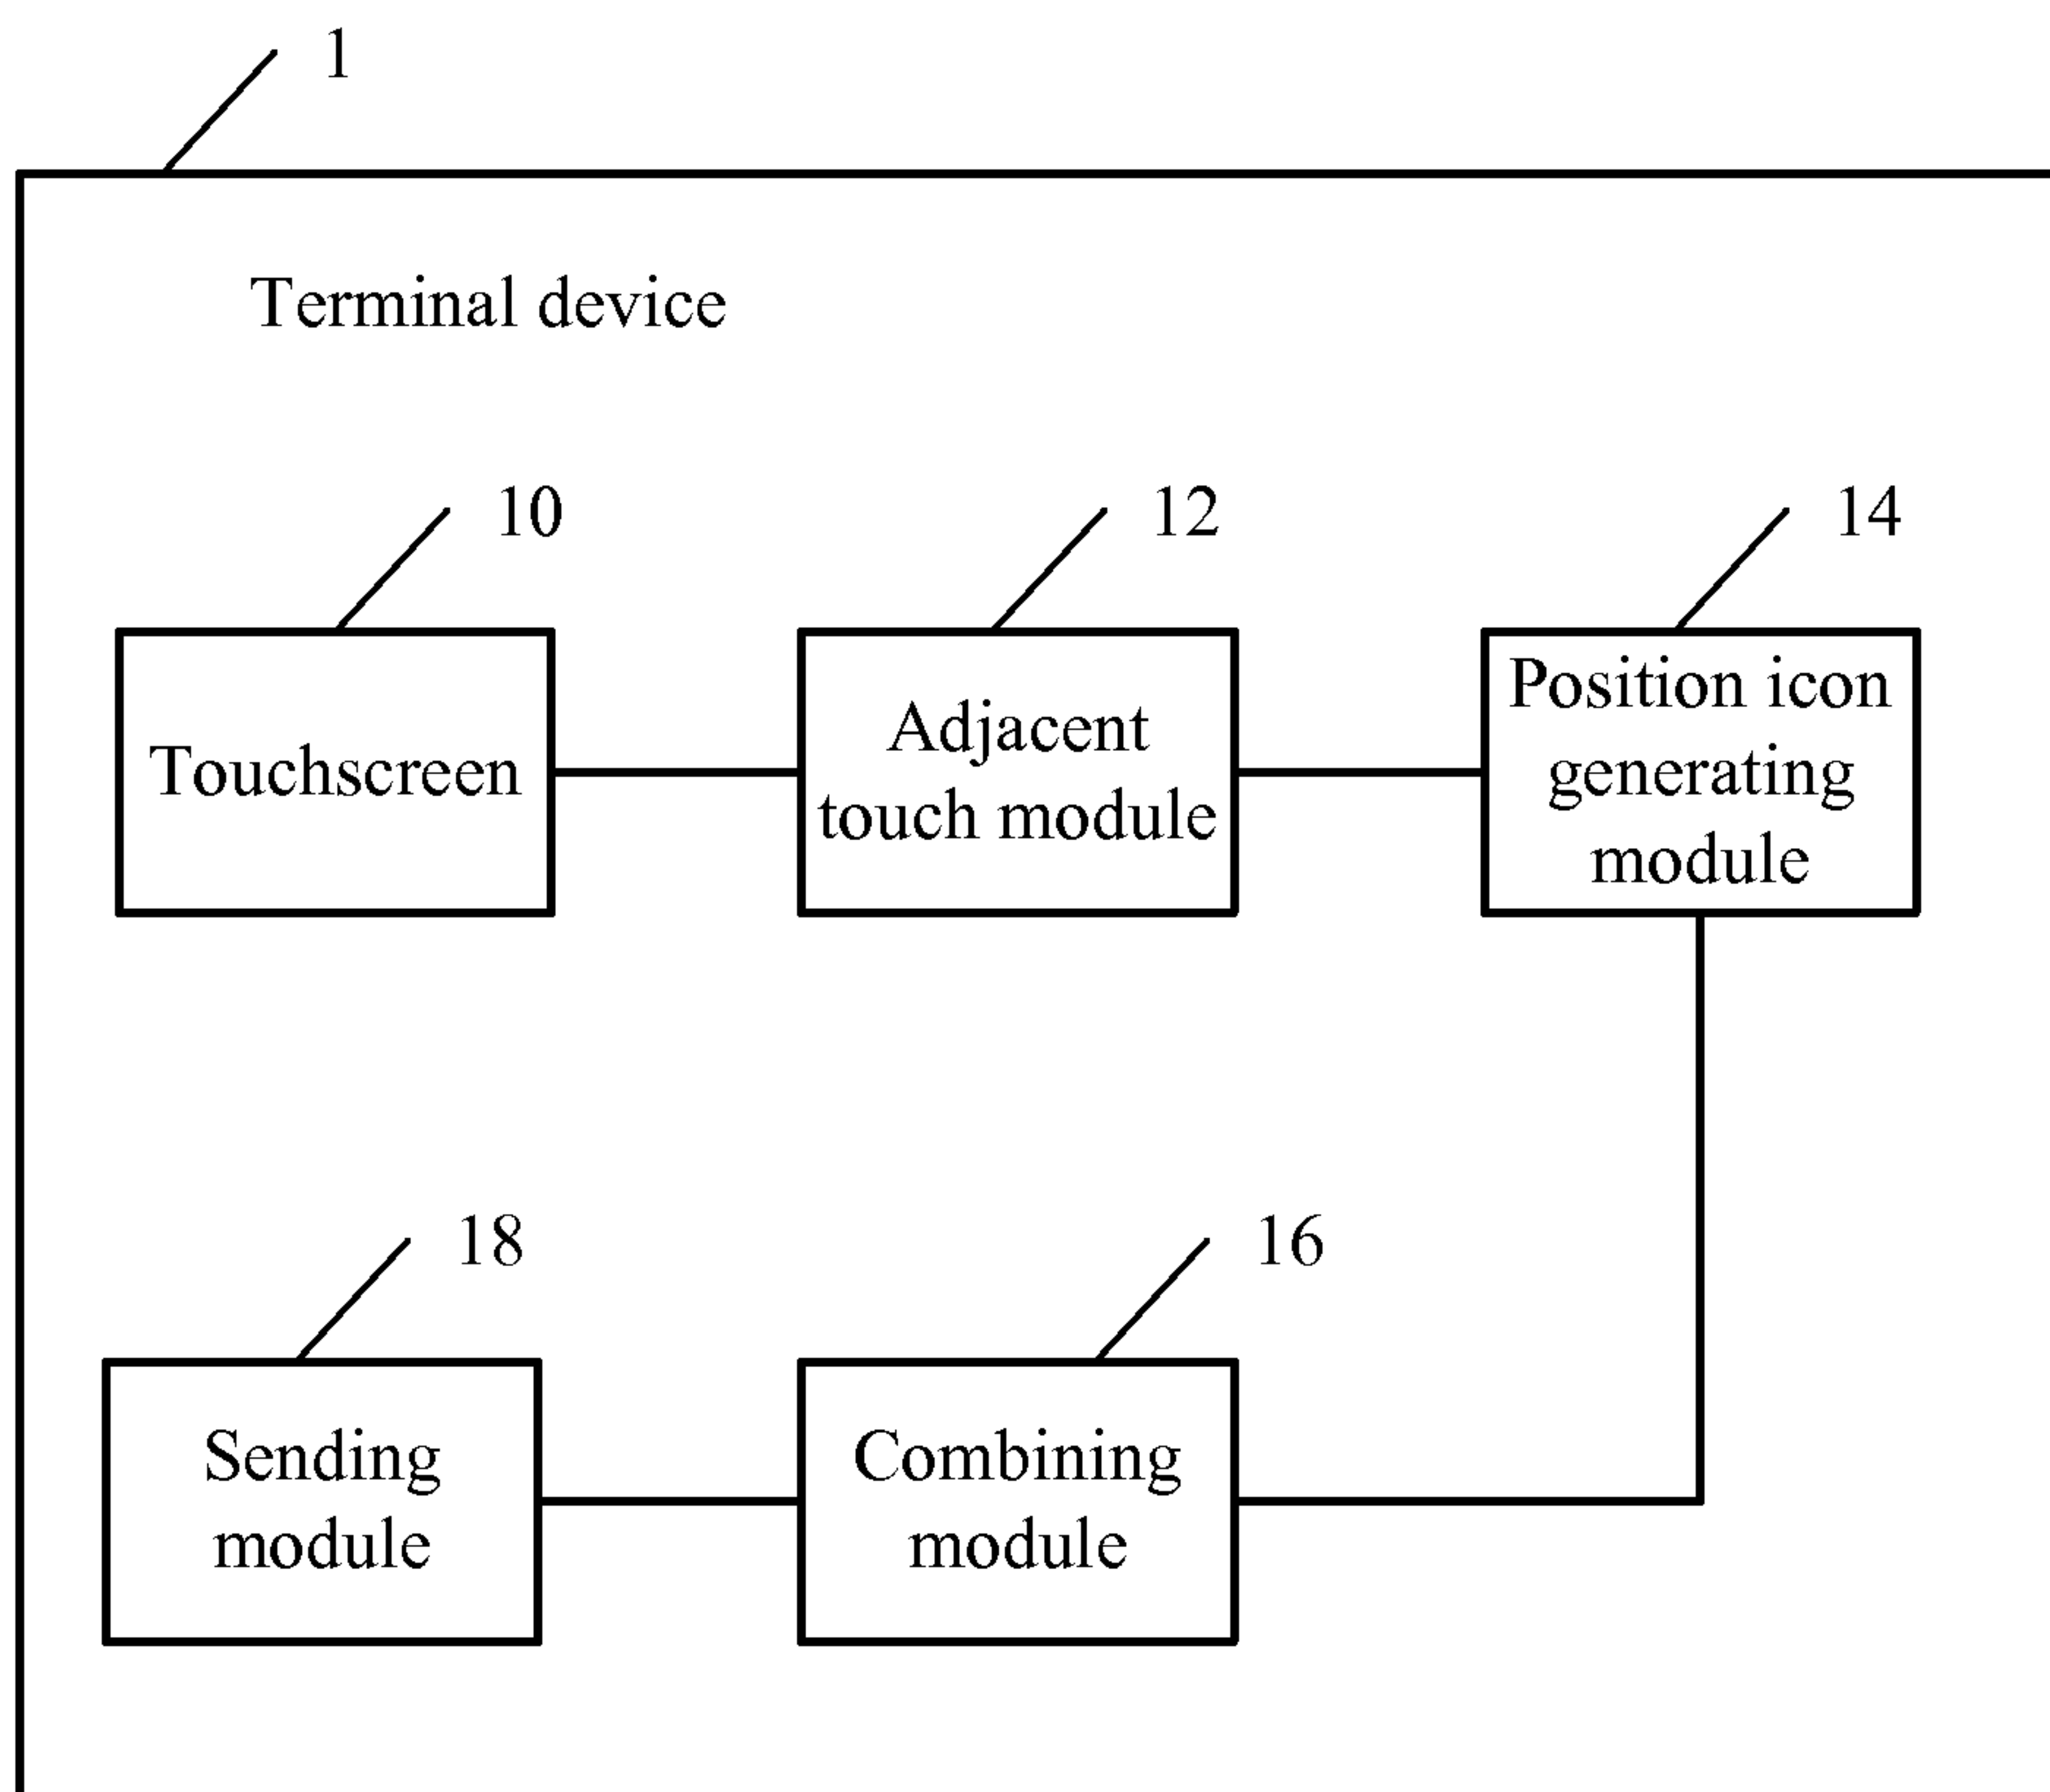 1
Terminal device
10
12
14
Touchscreen
Adjacent
touch module
Position icon
generating
module
18
16
Sending
module
Combining
module